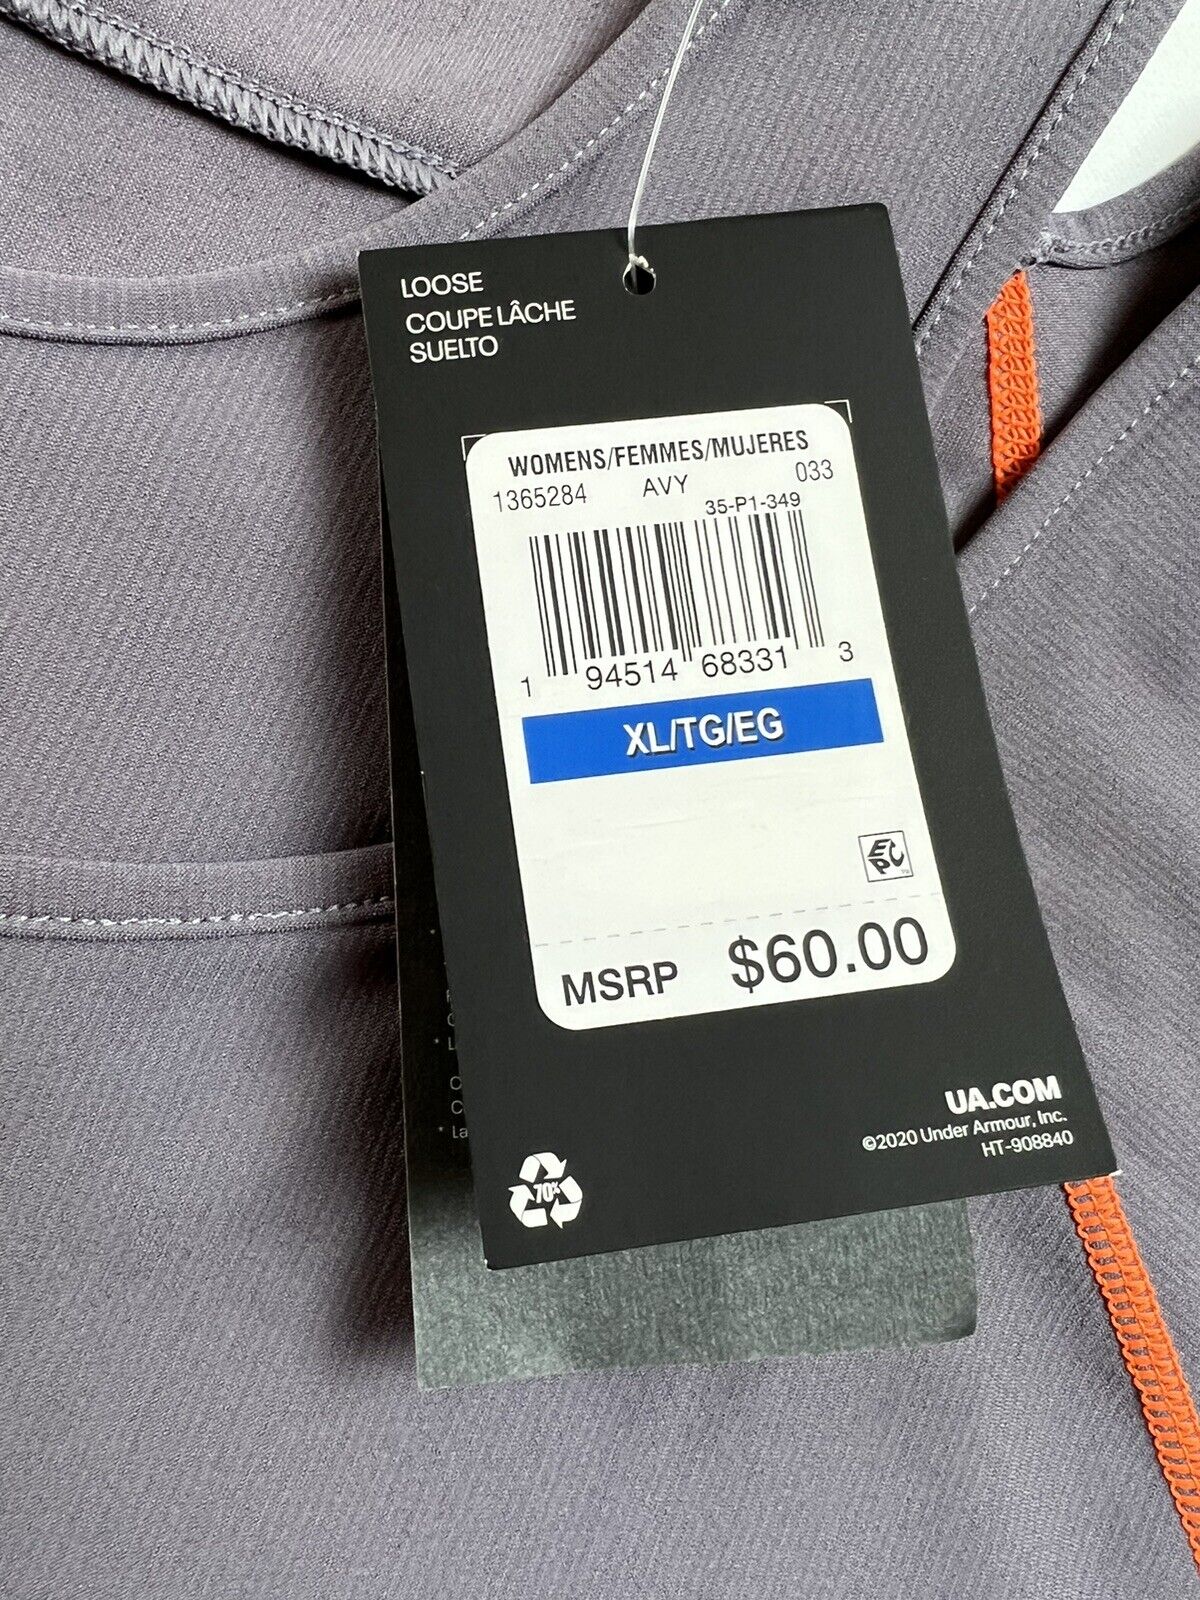 LOOSE
COUPE LÂCHE
SUELTO
WOMENS/FEMMES/MUJERES
1365284 AVY 033
35-P1-349
1 94514 68331 3
XL/TG/EG
EPC
MSRP $60.00
UA.COM
©2020 Under Armour, Inc.
HT-908840
70%